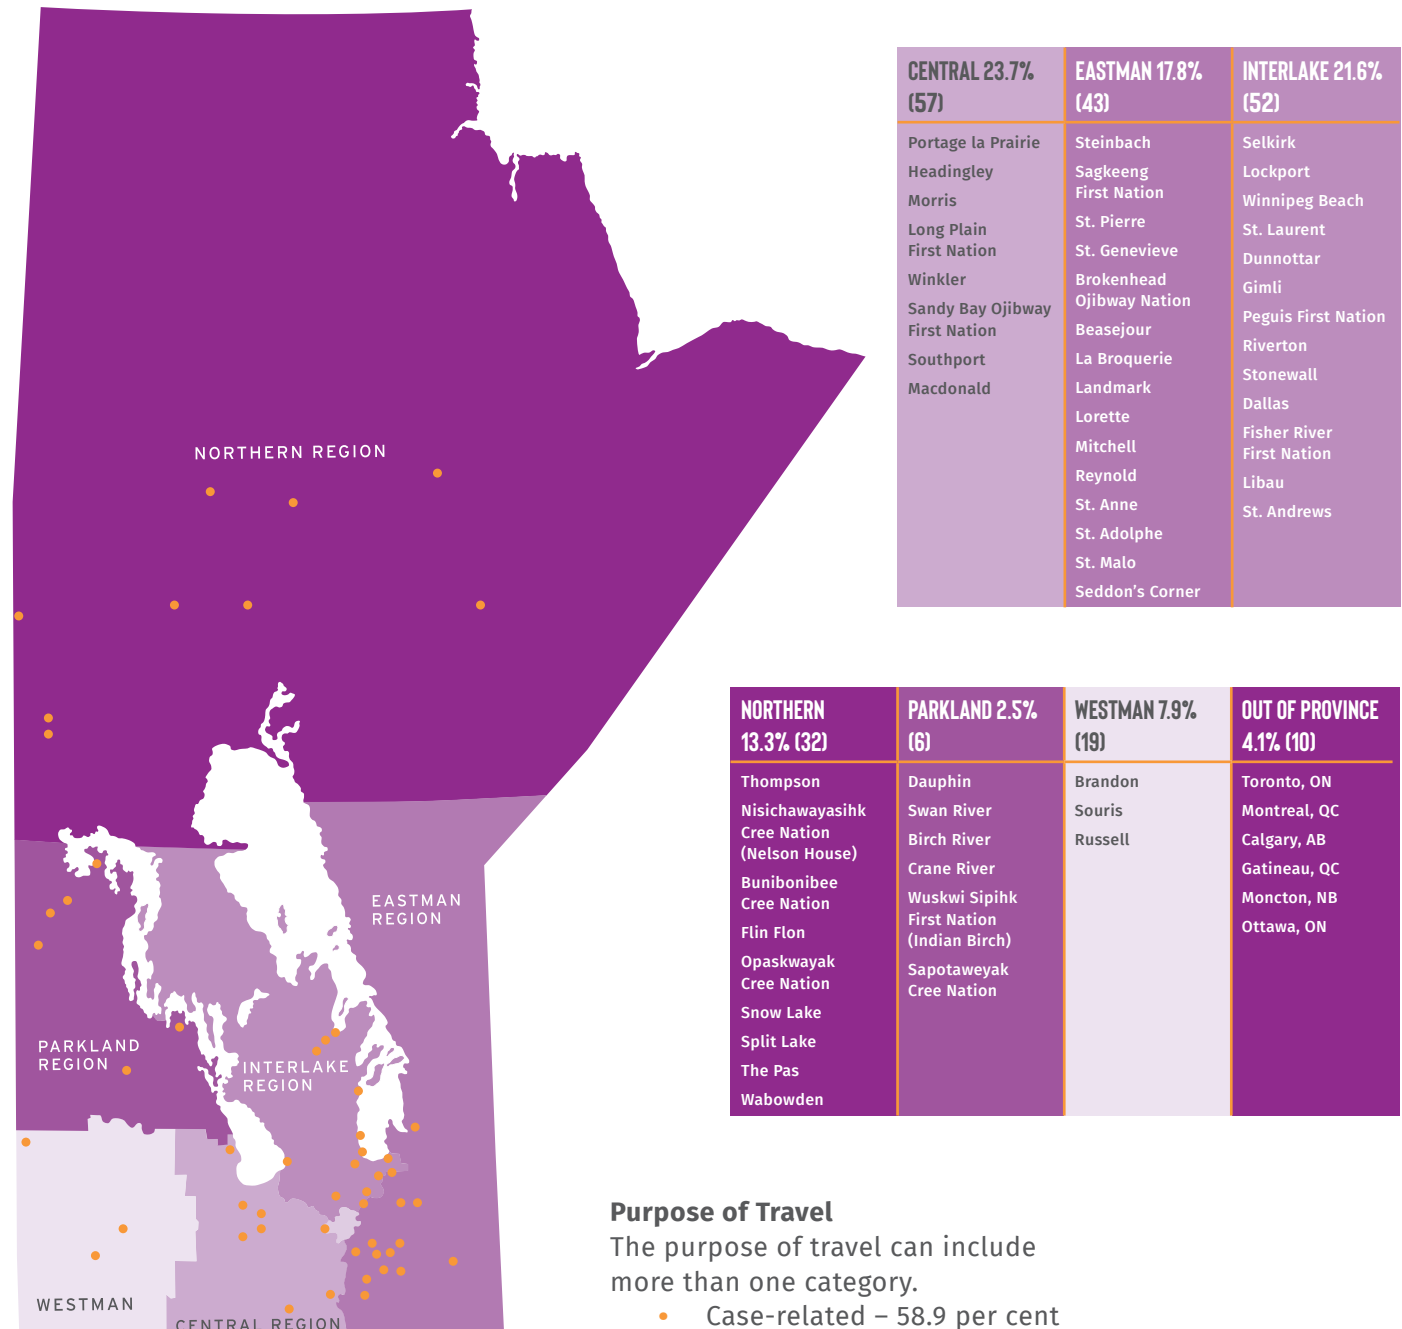 NORTHERN REGION
EASTMAN
REGION
PARKLAND
REGION
INTERLAKE
REGION
WESTMAN
CENTRAL REGION
CENTRAL 23.7%
(57)
Portage la Prairie
Headingley
Morris
Long Plain
First Nation
Winkler
Sandy Bay Ojibway
First Nation
Southport
Macdonald
EASTMAN 17.8%
(43)
Steinbach
Sagkeeng
First Nation
St. Pierre
St. Genevieve
Brokenhead
Ojibway Nation
Beasejour
La Broquerie
Landmark
Lorette
Mitchell
Reynold
St. Anne
St. Adolphe
St. Malo
Seddon’s Corner
INTERLAKE 21.6%
(52)
Selkirk
Lockport
Winnipeg Beach
St. Laurent
Dunnottar
Gimli
Peguis First Nation
Riverton
Stonewall
Dallas
Fisher River
First Nation
Libau
St. Andrews
NORTHERN
13.3% (32)
Thompson
Nisichawayasihk
Cree Nation
(Nelson House)
Bunibonibee
Cree Nation
Flin Flon
Opaskwayak
Cree Nation
Snow Lake
Split Lake
The Pas
Wabowden
PARKLAND 2.5%
(6)
Dauphin
Swan River
Birch River
Crane River
Wuskwi Sipihk
First Nation
(Indian Birch)
Sapotaweyak
Cree Nation
WESTMAN 7.9%
(19)
Brandon
Souris
Russell
OUT OF PROVINCE
4.1% (10)
Toronto, ON
Montreal, QC
Calgary, AB
Gatineau, QC
Moncton, NB
Ottawa, ON
Purpose of Travel
The purpose of travel can include
more than one category.
• Case-related – 58.9 per cent